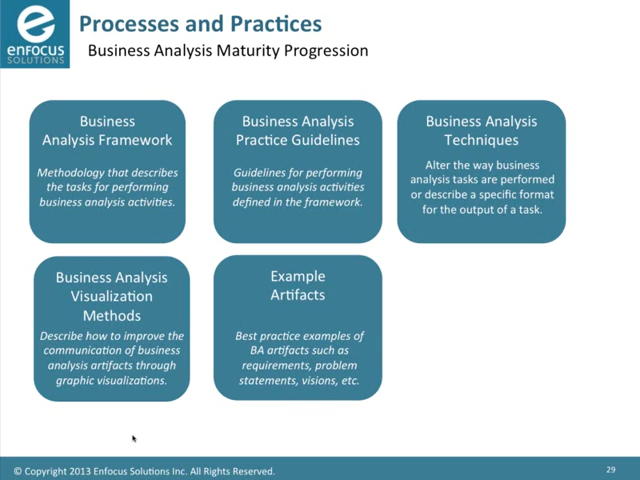 enfocus
SOLUTIONS
Processes and Practices
Business Analysis Maturity Progression
Business
Analysis Framework
Methodology that describes
the tasks for performing
business analysis activities.
Business Analysis
Practice Guidelines
Guidelines for performing
business analysis activities
defined in the framework.
Business Analysis
Techniques
Alter the way business
analysis tasks are performed
or describe a specific format
for the output of a task.
Business Analysis
Visualization
Methods
Describe how to improve the
communication of business
analysis artifacts through
graphic visualizations.
Example
Artifacts
Best practice examples of
BA artifacts such as
requirements, problem
statements, visions, etc.
© Copyright 2013 Enfocus Solutions Inc. All Rights Reserved.
29